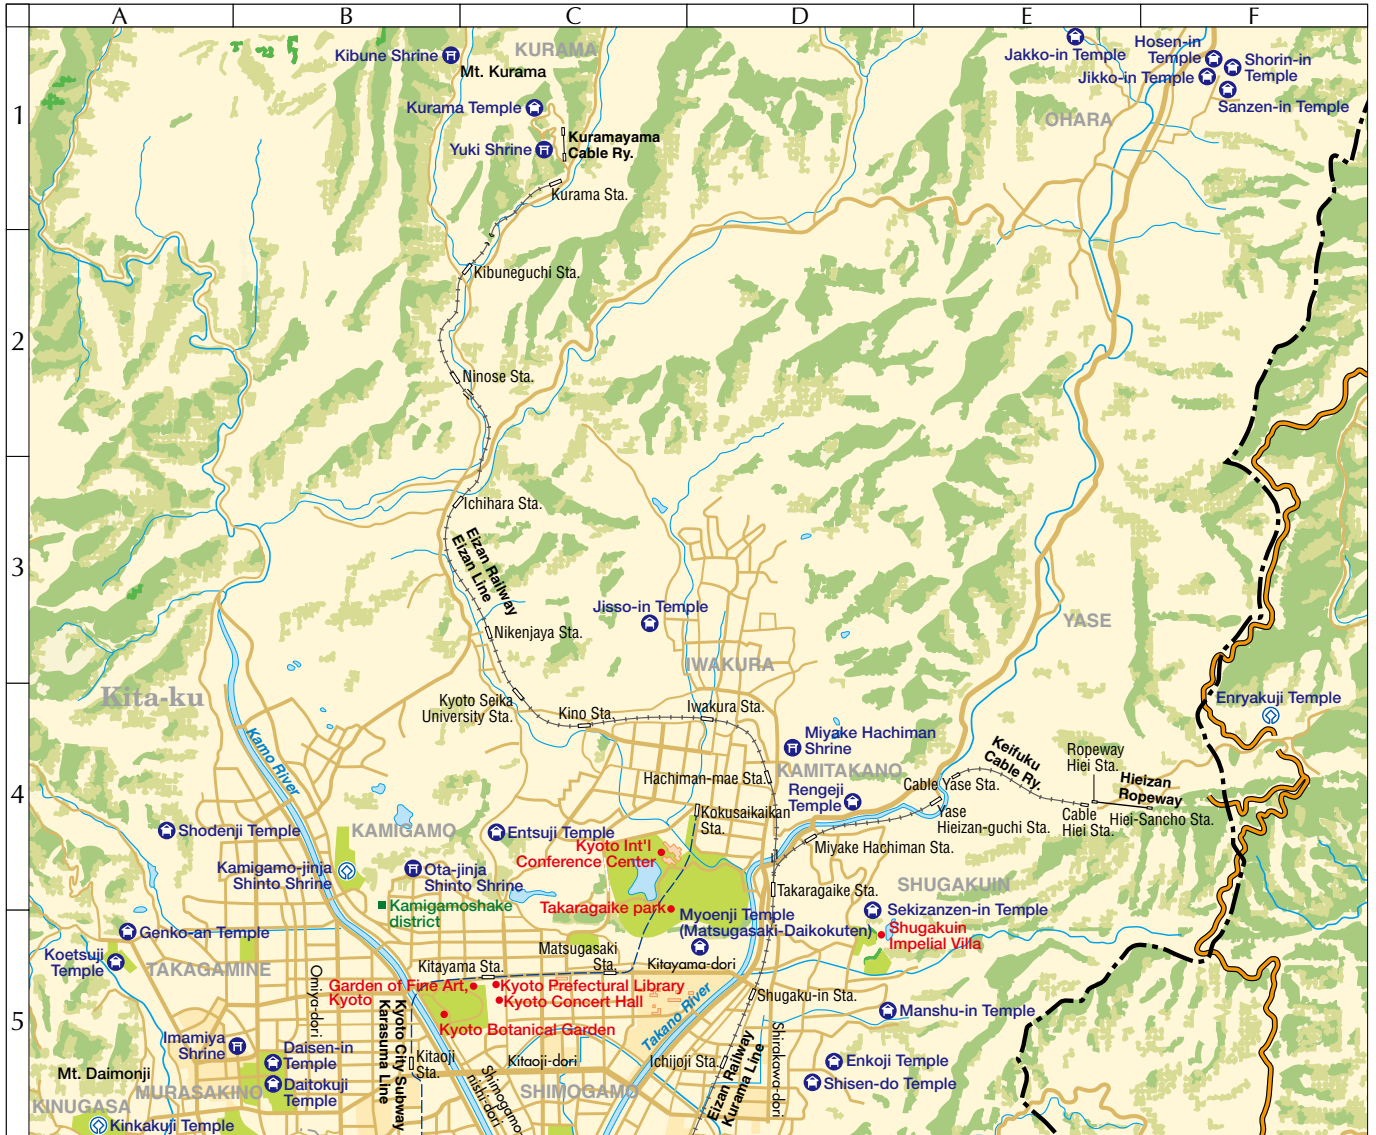 A
B
C
D
E
F
1
2
3
4
5
Kibune Shrine
KURAMA
Mt. Kurama
Kurama Temple
Kuramayama
Cable Ry.
Yuki Shrine
Kurama Sta.
Jakko-in Temple
Hosen-in
Temple
Shorin-in
Temple
Jikko-in Temple
Sanzen-in Temple
OHARA
Kibuneguchi Sta.
Ninose Sta.
Ichihara Sta.
Eizan Railway
Eizan Line
Nikenjaya Sta.
Jisso-in Temple
IWAKURA
YASE
Kita-ku
Kyoto Seika
University Sta.
Kino Sta.
Iwakura Sta.
Enryakuji Temple
Kamo River
Miyake Hachiman
Shrine
KAMITAKANO
Hachiman-mae Sta.
Rengeji
Temple
Keifuku
Cable Ry.
Ropeway
Hiei Sta.
Hieizan
Ropeway
Cable Yase Sta.
Yase
Hieizan-guchi Sta.
Cable
Hiei Sta.
Hiei-Sancho Sta.
Kokusaikaikan
Sta.
Shodenji Temple
KAMIGAMO
Entsuji Temple
Kyoto Int'l
Conference Center
Miyake Hachiman Sta.
Kamigamo-jinja
Shinto Shrine
Ota-jinja
Shinto Shrine
Takaragaike Sta.
SHUGAKUIN
Kamigamoshake
district
Takaragaike park
Myoenji Temple
(Matsugasaki-Daikokuten)
Sekizanzen-in Temple
Shugakuin
Impelial Villa
Genko-an Temple
Koetsuji
Temple
TAKAGAMINE
Matsugasaki
Sta.
Kitayama-dori
Kitayama Sta.
Omiya-dori
Garden of Fine Art,
Kyoto
Kyoto Prefectural Library
Kyoto Concert Hall
Kyoto Botanical Garden
Takano River
Shugaku-in Sta.
Manshu-in Temple
Kyoto City Subway
Karasuma Line
Imamiya
Shrine
Daisen-in
Temple
Kitaoji
Sta.
Kitaoji-dori
Ichijoji Sta.
Eizan Railway
Kurama Line
Shirakawa-dori
Enkoji Temple
Shisen-do Temple
Mt. Daimonji
MURASAKINO
Daitokuji
Temple
Shimogamo
nishi-dori
SHIMOGAMO
KINUGASA
Kinkakuji Temple